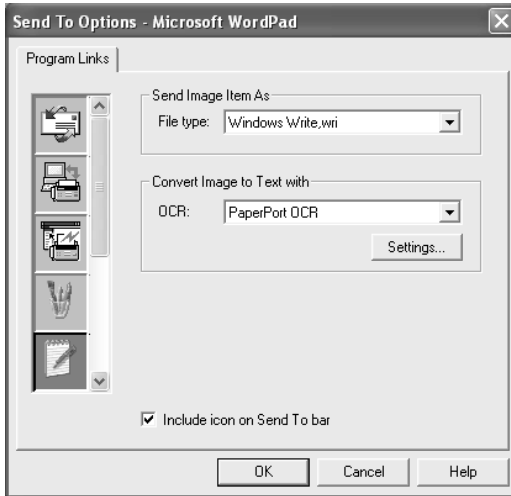 Send To Options - Microsoft WordPad
Program Links
Send Image Item As
File type: Windows Write,wri
Convert Image to Text with
OCR: PaperPort OCR
Settings...
Include icon on Send To bar
OK Cancel Help